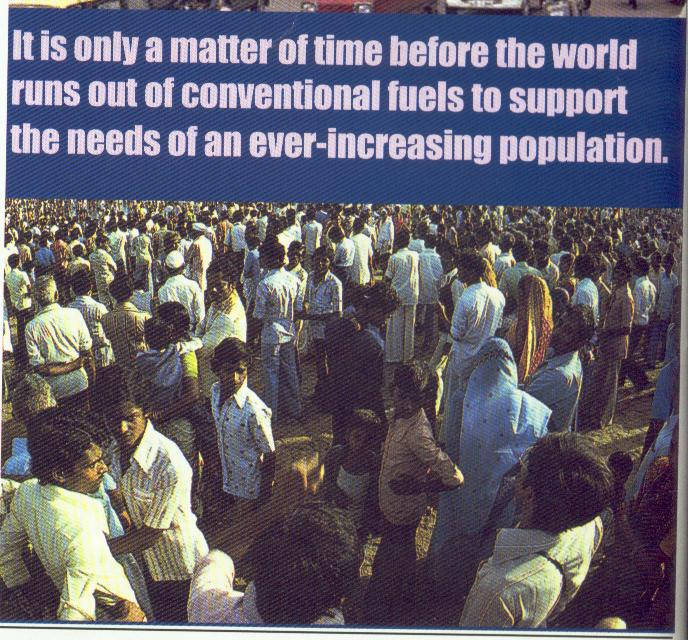 It is only a matter of time before the world
runs out of conventional fuels to support
the needs of an ever-increasing population.